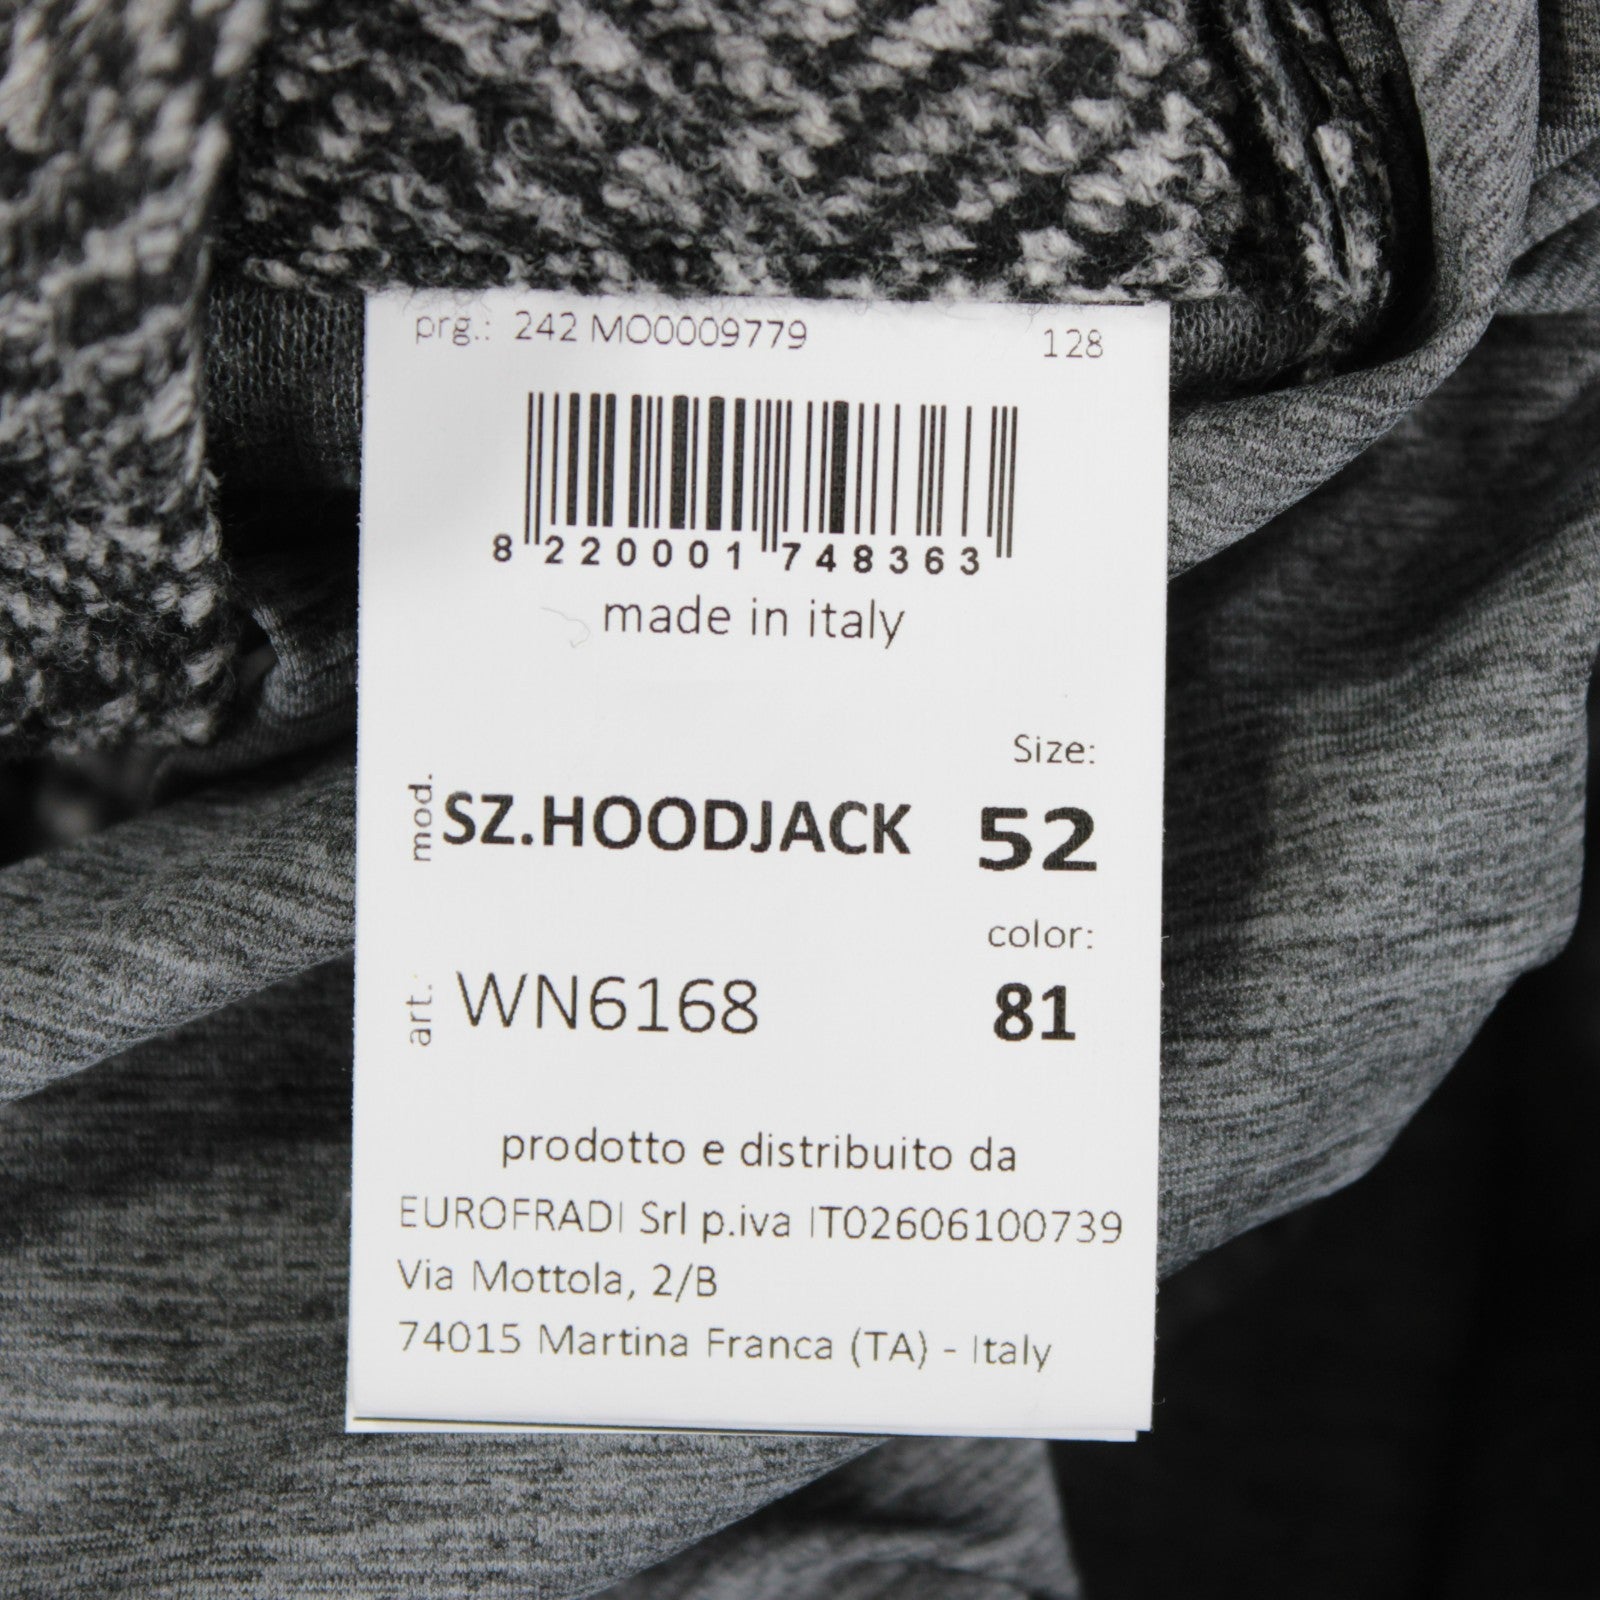 prg.: 242 MO0009779 128
8 220001 748363
made in italy
Size:
mod. SZ.HOODJACK 52
color:
art. WN6168 81
prodotto e distribuito da
EUROFRADI Srl p.iva IT02606100739
Via Mottola, 2/B
74015 Martina Franca (TA) - Italy